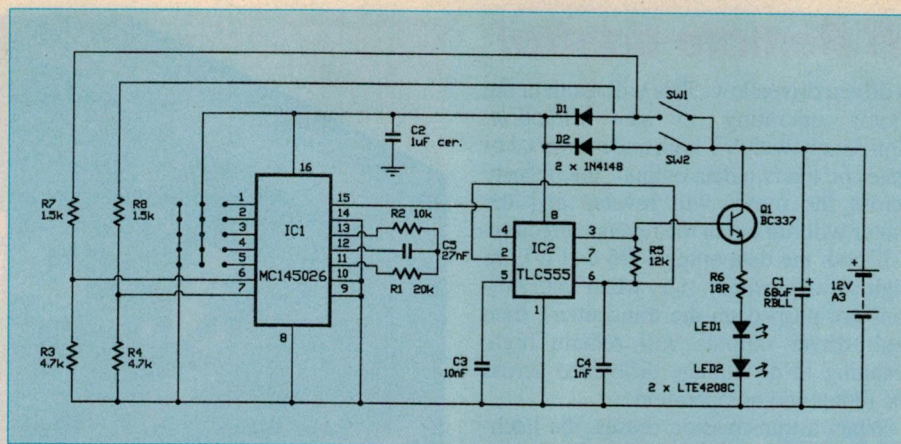 SW1
D1
C2
1uF cer.
D2
SW2
2 x 1N4148
16
8
R7
1.5k
R8
1.5k
1
2
3
4
5
6
7
IC1
MC145026
15
14
13
12
11
10
9
R2 10k
C5
27nF
R1 20k
4
2
5
IC2
TLC555
3
7
6
R5
12k
Q1
BC337
R6
18R
C1
68uF
RBLL
+
12V
A3
8
1
R3
4.7k
R4
4.7k
C3
10nF
C4
1nF
LED1
LED2
2 x LTE4208C